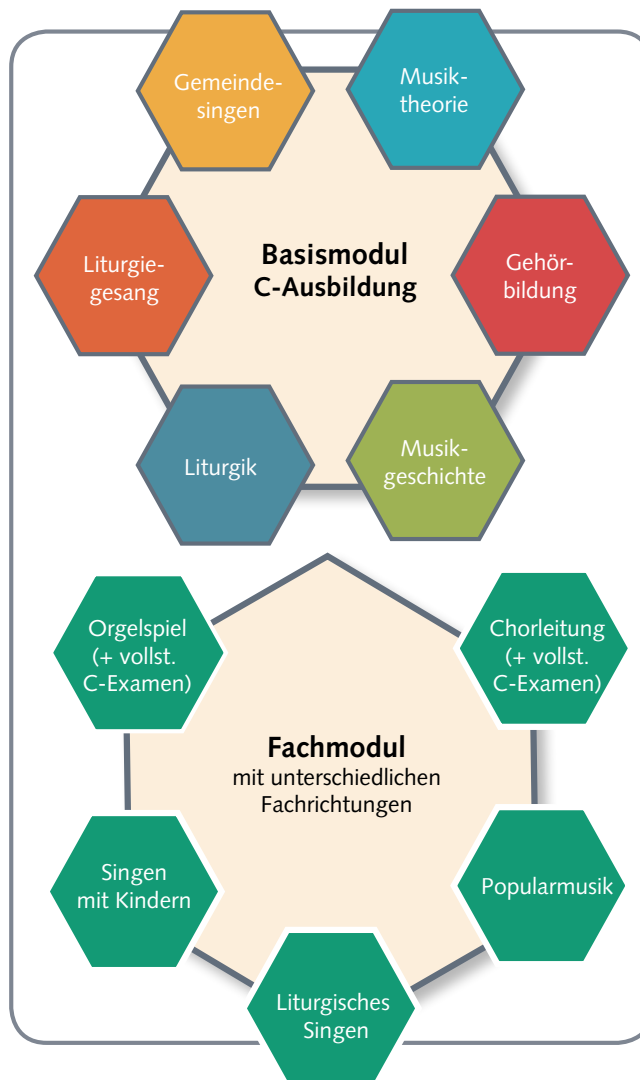 Gemeinde-
singen
Musik-
theorie
Basismodul
C-Ausbildung
Liturgie-
gesang
Gehör-
bildung
Liturgik
Musik-
geschichte
Orgelspiel
(+ vollst.
C-Examen)
Chorleitung
(+ vollst.
C-Examen)
Fachmodul
mit unterschiedlichen
Fachrichtungen
Singen
mit Kindern
Popularmusik
Liturgisches
Singen